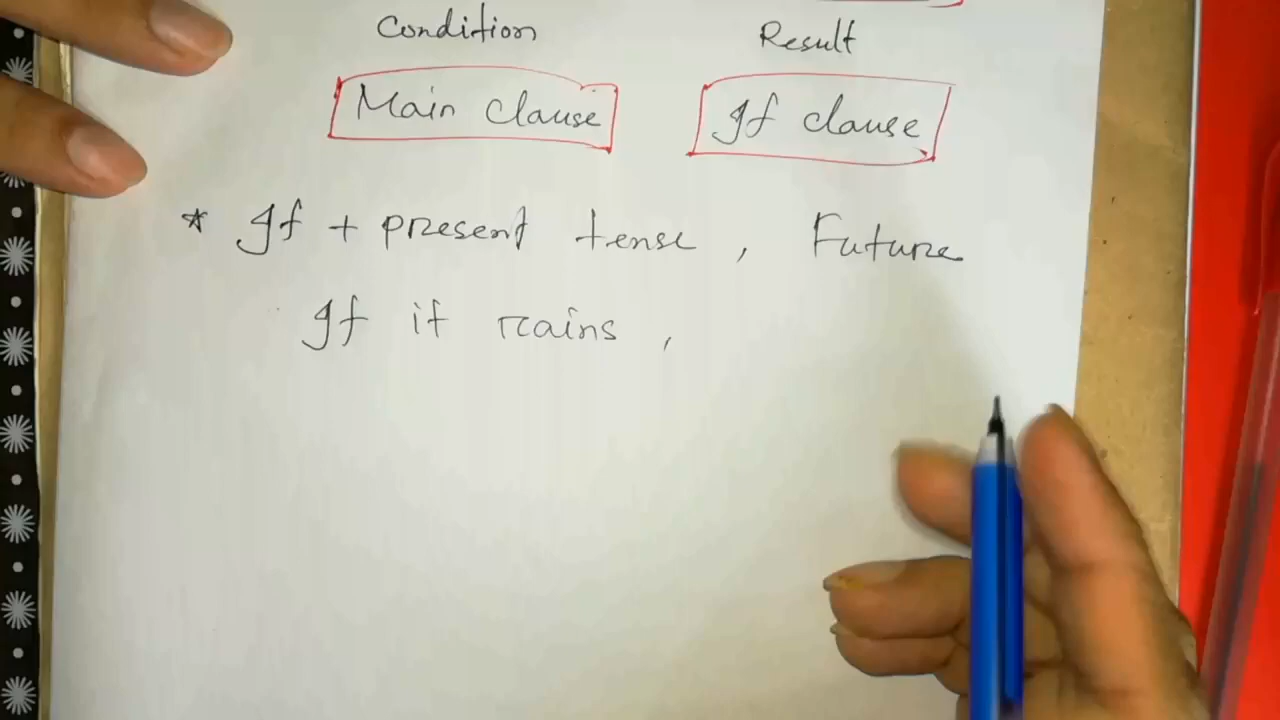 Condition Result
Main Clause If clause
* If + present tense, Future
If it rains,